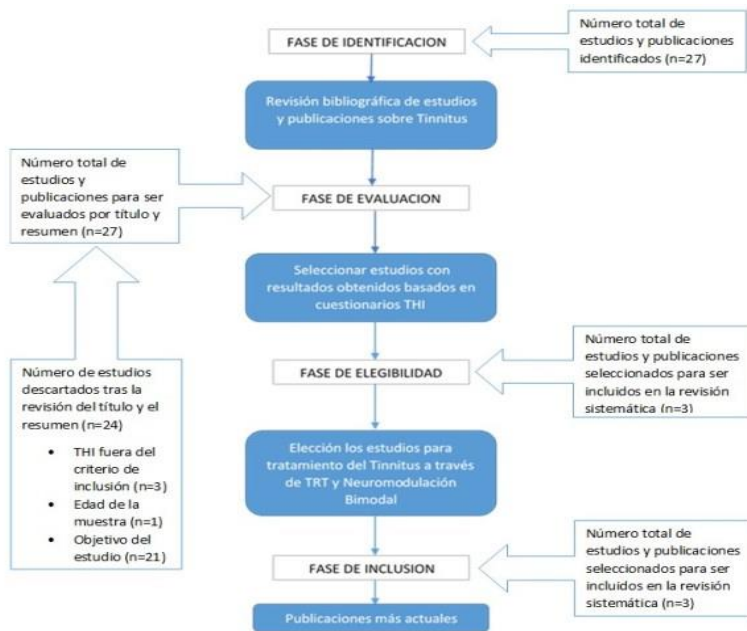 FASE DE IDENTIFICACION
Número total de
estudios y publicaciones
identificados (n=27)
Revisión bibliográfica de estudios
y publicaciones sobre Tinnitus
Número total de
estudios y
publicaciones para ser
evaluados por título y
resumen (n=27)
FASE DE EVALUACION
Seleccionar estudios con
resultados obtenidos basados en
cuestionarios THI
Número de estudios
descartados tras la
revisión del título y el
resumen (n=24)
• THI fuera del
criterio de
inclusión (n=3)
• Edad de la
muestra (n=1)
• Objetivo del
estudio (n=21)
FASE DE ELEGIBILIDAD
Número total de
estudios y publicaciones
seleccionados para ser
incluidos en la revisión
sistemática (n=3)
Elección los estudios para
tratamiento del Tinnitus a través
de TRT y Neuromodulación
Bimodal
FASE DE INCLUSION
Número total de
estudios y publicaciones
seleccionados para ser
incluidos en la revisión
sistemática (n=3)
Publicaciones más actuales